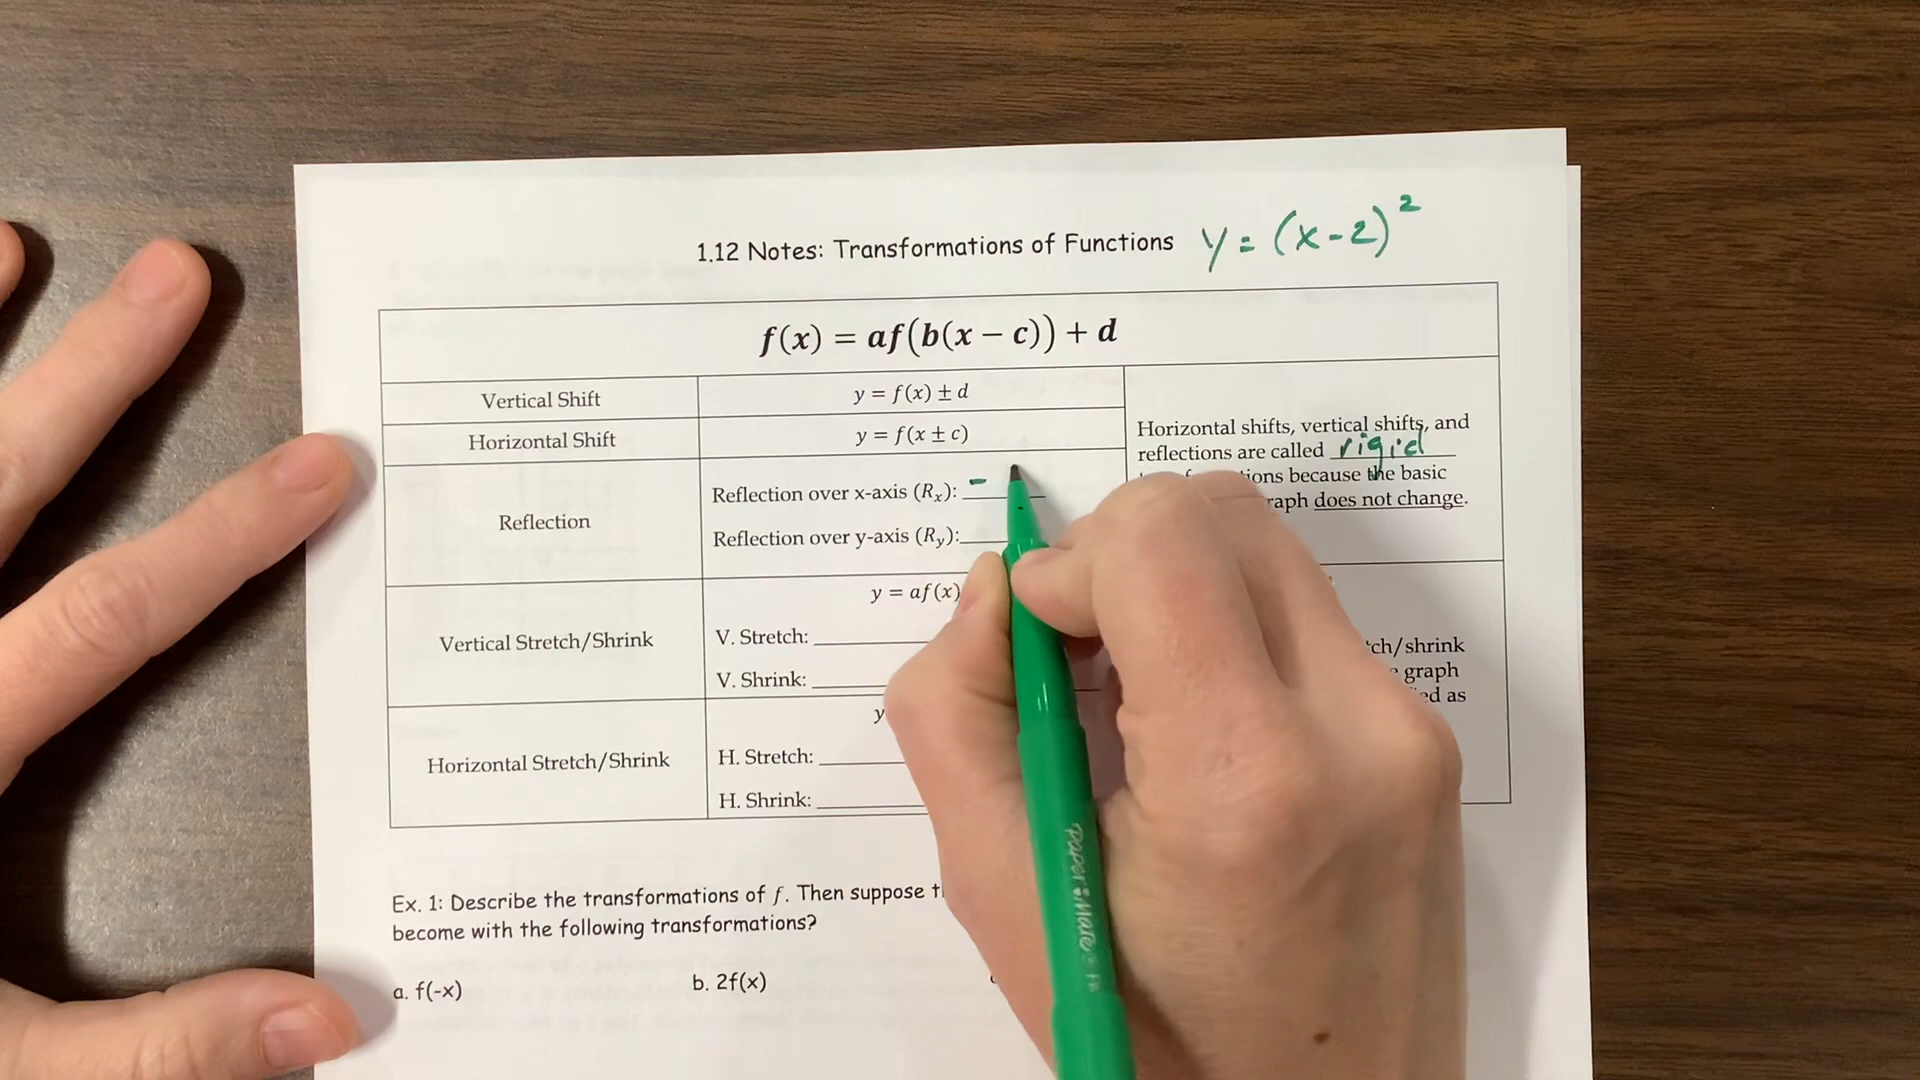 1.12 Notes: Transformations of Functions y = (x-2)²
f(x) = af(b(x − c)) + d
Vertical Shift
y = f(x) ± d
Horizontal Shift
y = f(x ± c)
Horizontal shifts, vertical shifts, and
reflections are called rigid
because the basic
does not change.
Reflection
Reflection over x-axis (Rₓ): -
Reflection over y-axis (Rᵧ):
Vertical Stretch/Shrink
y = af(x)
V. Stretch:
V. Shrink:
/shrink
graph
as
Horizontal Stretch/Shrink
y
H. Stretch:
H. Shrink:
Ex. 1: Describe the transformations of f. Then suppose
become with the following transformations?
a. f(-x)
b. 2f(x)
Paper Mate